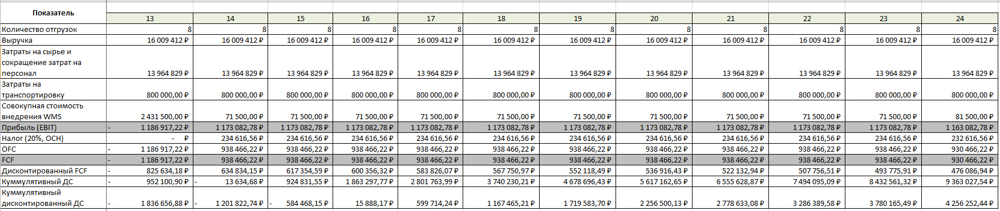 Показатель
13 14 15 16 17 18 19 20 21 22 23 24
Количество отгрузок 8 8 8 8 8 8 8 8 8 8 8 8
Выручка 16 009 412 ₽ 16 009 412 ₽ 16 009 412 ₽ 16 009 412 ₽ 16 009 412 ₽ 16 009 412 ₽ 16 009 412 ₽ 16 009 412 ₽ 16 009 412 ₽ 16 009 412 ₽ 16 009 412 ₽ 16 009 412 ₽
Затраты на сырье и
сокращение затрат на
персонал 13 964 829 ₽ 13 964 829 ₽ 13 964 829 ₽ 13 964 829 ₽ 13 964 829 ₽ 13 964 829 ₽ 13 964 829 ₽ 13 964 829 ₽ 13 964 829 ₽ 13 964 829 ₽ 13 964 829 ₽ 13 964 829 ₽
Затраты на
транспортировку 800 000,00 ₽ 800 000,00 ₽ 800 000,00 ₽ 800 000,00 ₽ 800 000,00 ₽ 800 000,00 ₽ 800 000,00 ₽ 800 000,00 ₽ 800 000,00 ₽ 800 000,00 ₽ 800 000,00 ₽ 800 000,00 ₽
Совокупная стоимость
внедрения WMS 2 431 500,00 ₽ 71 500,00 ₽ 71 500,00 ₽ 71 500,00 ₽ 71 500,00 ₽ 71 500,00 ₽ 71 500,00 ₽ 71 500,00 ₽ 71 500,00 ₽ 71 500,00 ₽ 71 500,00 ₽ 81 500,00 ₽
Прибыль (EBIT) - 1 186 917,22 ₽ 1 173 082,78 ₽ 1 173 082,78 ₽ 1 173 082,78 ₽ 1 173 082,78 ₽ 1 173 082,78 ₽ 1 173 082,78 ₽ 1 173 082,78 ₽ 1 173 082,78 ₽ 1 173 082,78 ₽ 1 173 082,78 ₽ 1 163 082,78 ₽
Налог (20%, ОСН) - ₽ 234 616,56 ₽ 234 616,56 ₽ 234 616,56 ₽ 234 616,56 ₽ 234 616,56 ₽ 234 616,56 ₽ 234 616,56 ₽ 234 616,56 ₽ 234 616,56 ₽ 234 616,56 ₽ 232 616,56 ₽
OFC - 1 186 917,22 ₽ 938 466,22 ₽ 938 466,22 ₽ 938 466,22 ₽ 938 466,22 ₽ 938 466,22 ₽ 938 466,22 ₽ 938 466,22 ₽ 938 466,22 ₽ 938 466,22 ₽ 938 466,22 ₽ 930 466,22 ₽
FCF - 1 186 917,22 ₽ 938 466,22 ₽ 938 466,22 ₽ 938 466,22 ₽ 938 466,22 ₽ 938 466,22 ₽ 938 466,22 ₽ 938 466,22 ₽ 938 466,22 ₽ 938 466,22 ₽ 938 466,22 ₽ 930 466,22 ₽
Дисконтированный FCF - 825 634,18 ₽ 634 834,15 ₽ 617 354,59 ₽ 600 356,32 ₽ 583 826,07 ₽ 567 750,97 ₽ 552 118,49 ₽ 536 916,43 ₽ 522 132,94 ₽ 507 756,51 ₽ 493 775,91 ₽ 476 086,94 ₽
Куммулятивный ДС - 952 100,90 ₽ - 13 634,68 ₽ 924 831,55 ₽ 1 863 297,77 ₽ 2 801 763,99 ₽ 3 740 230,21 ₽ 4 678 696,43 ₽ 5 617 162,65 ₽ 6 555 628,87 ₽ 7 494 095,09 ₽ 8 432 561,32 ₽ 9 363 027,54 ₽
Куммулятивный
дисконтированный ДС - 1 836 656,88 ₽ - 1 201 822,74 ₽ - 584 468,15 ₽ 15 888,17 ₽ 599 714,24 ₽ 1 167 465,21 ₽ 1 719 583,70 ₽ 2 256 500,13 ₽ 2 778 633,08 ₽ 3 286 389,58 ₽ 3 780 165,49 ₽ 4 256 252,44 ₽